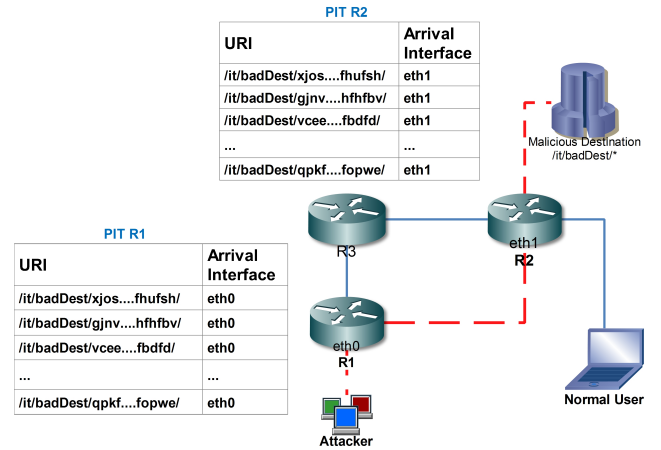 PIT R2
URI Arrival Interface
/it/badDest/xjos....fhufsh/ eth1
/it/badDest/gjnv....hfhfbv/ eth1
/it/badDest/vcee....fbdfd/ eth1
... ...
/it/badDest/qpkf....fopwe/ eth1
Malicious Destination
/it/badDest/*
R3
eth1
R2
PIT R1
URI Arrival Interface
/it/badDest/xjos....fhufsh/ eth0
/it/badDest/gjnv....hfhfbv/ eth0
/it/badDest/vcee....fbdfd/ eth0
... ...
/it/badDest/qpkf....fopwe/ eth0
eth0
R1
Normal User
Attacker